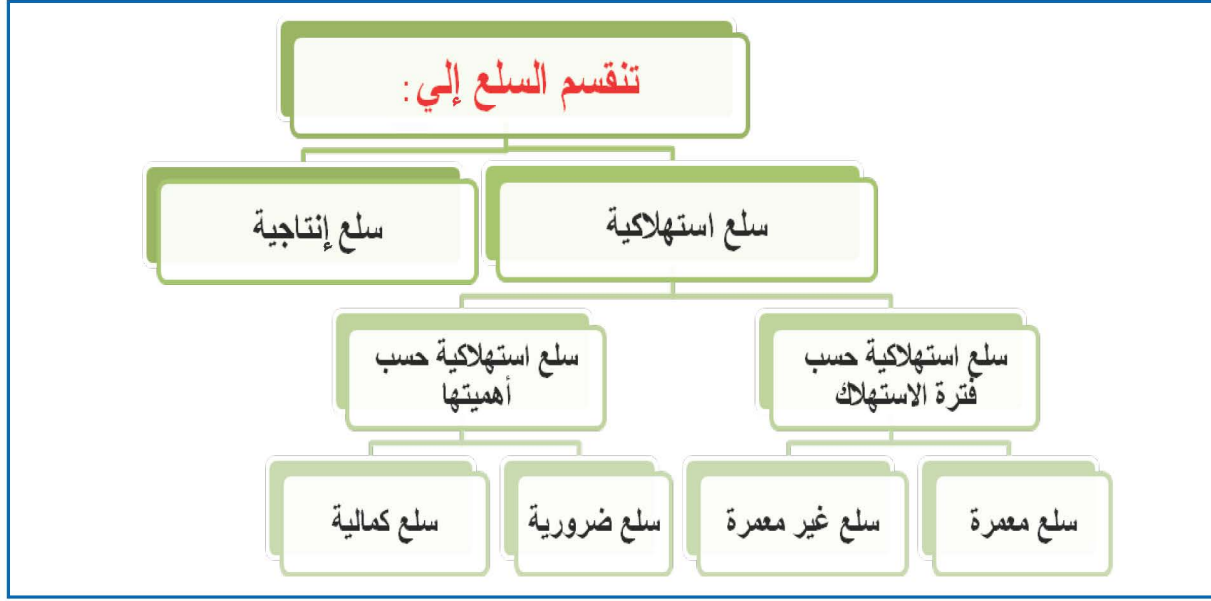 تنقسم السلع إلي:
سلع استهلاكية
سلع إنتاجية
سلع استهلاكية حسب
فترة الاستهلاك
سلع استهلاكية حسب
أهميتها
سلع معمرة
سلع غير معمرة
سلع ضرورية
سلع كمالية